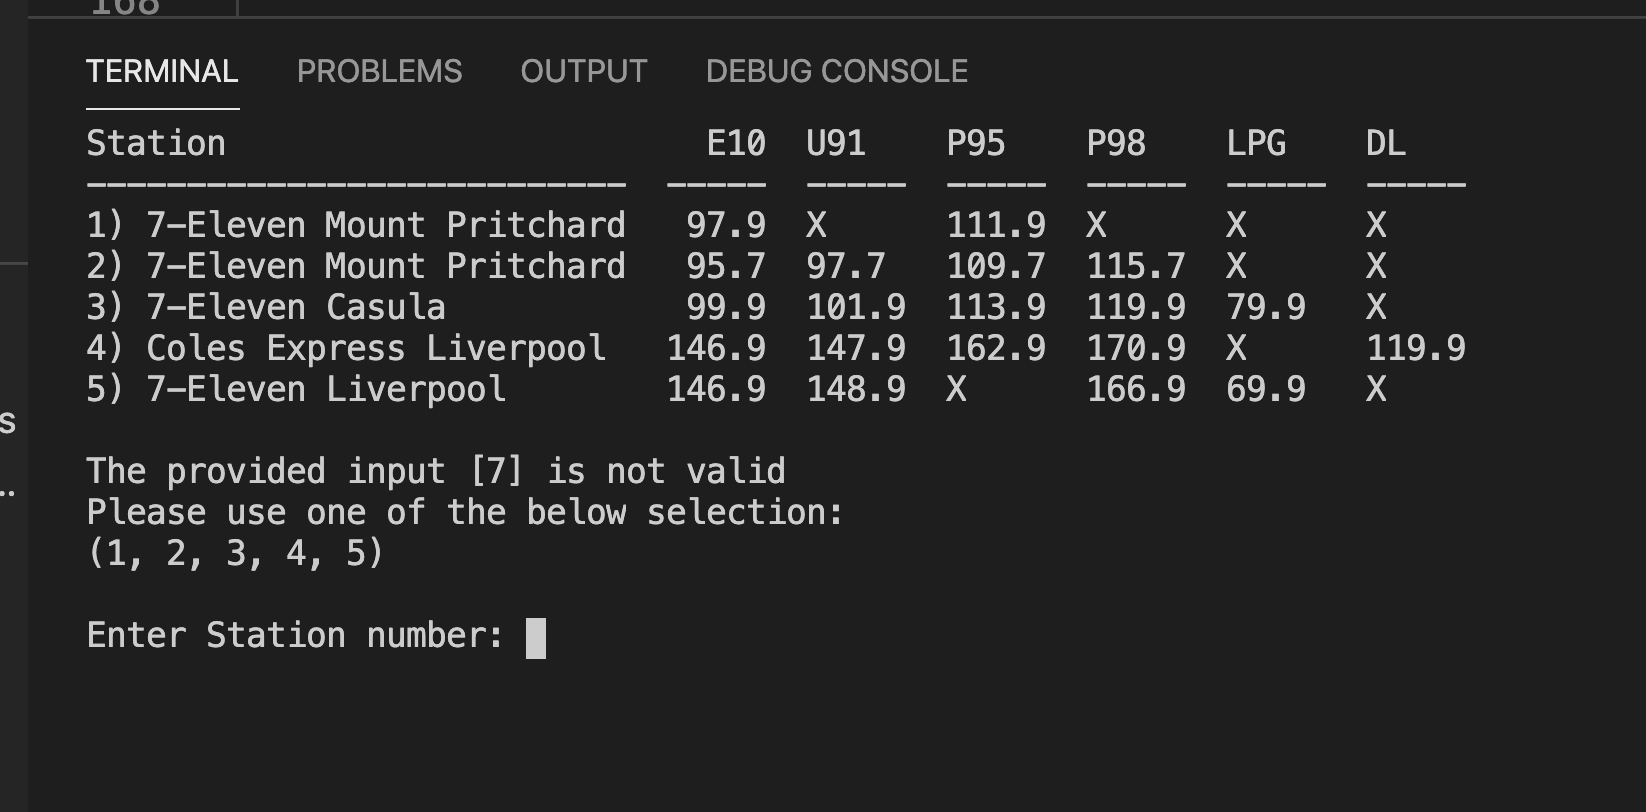 168
TERMINAL PROBLEMS OUTPUT DEBUG CONSOLE
Station E10 U91 P95 P98 LPG DL
--------------------------- ----- ----- ----- ----- ----- -----
1) 7-Eleven Mount Pritchard 97.9 X 111.9 X X X
2) 7-Eleven Mount Pritchard 95.7 97.7 109.7 115.7 X X
3) 7-Eleven Casula 99.9 101.9 113.9 119.9 79.9 X
4) Coles Express Liverpool 146.9 147.9 162.9 170.9 X 119.9
5) 7-Eleven Liverpool 146.9 148.9 X 166.9 69.9 X
s
..
The provided input [7] is not valid
Please use one of the below selection:
(1, 2, 3, 4, 5)
Enter Station number: